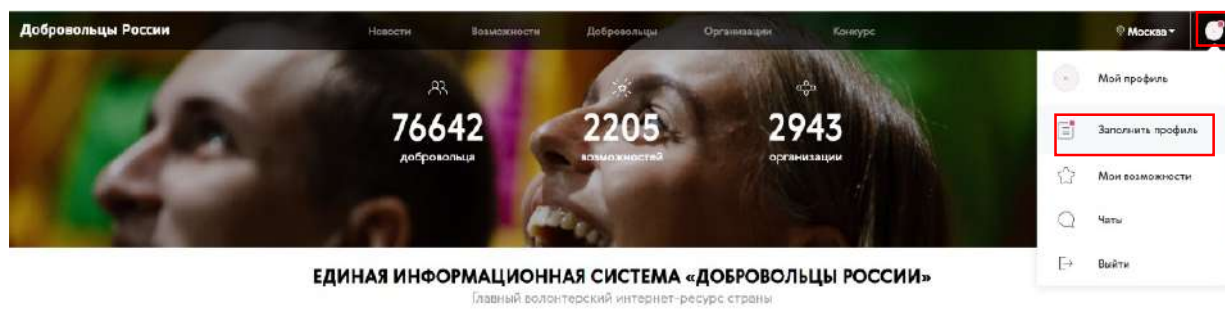 Добровольцы России
Новости Возможности Добровольцы Организации Конкурс
Москва
76642 2205 2943
добровольца возможностей организации
Мой профиль
Заполнить профиль
Мои возможности
Чаты
Выйти
ЕДИНАЯ ИНФОРМАЦИОННАЯ СИСТЕМА «ДОБРОВОЛЬЦЫ РОССИИ»
Главный волонтерский интернет-ресурс страны